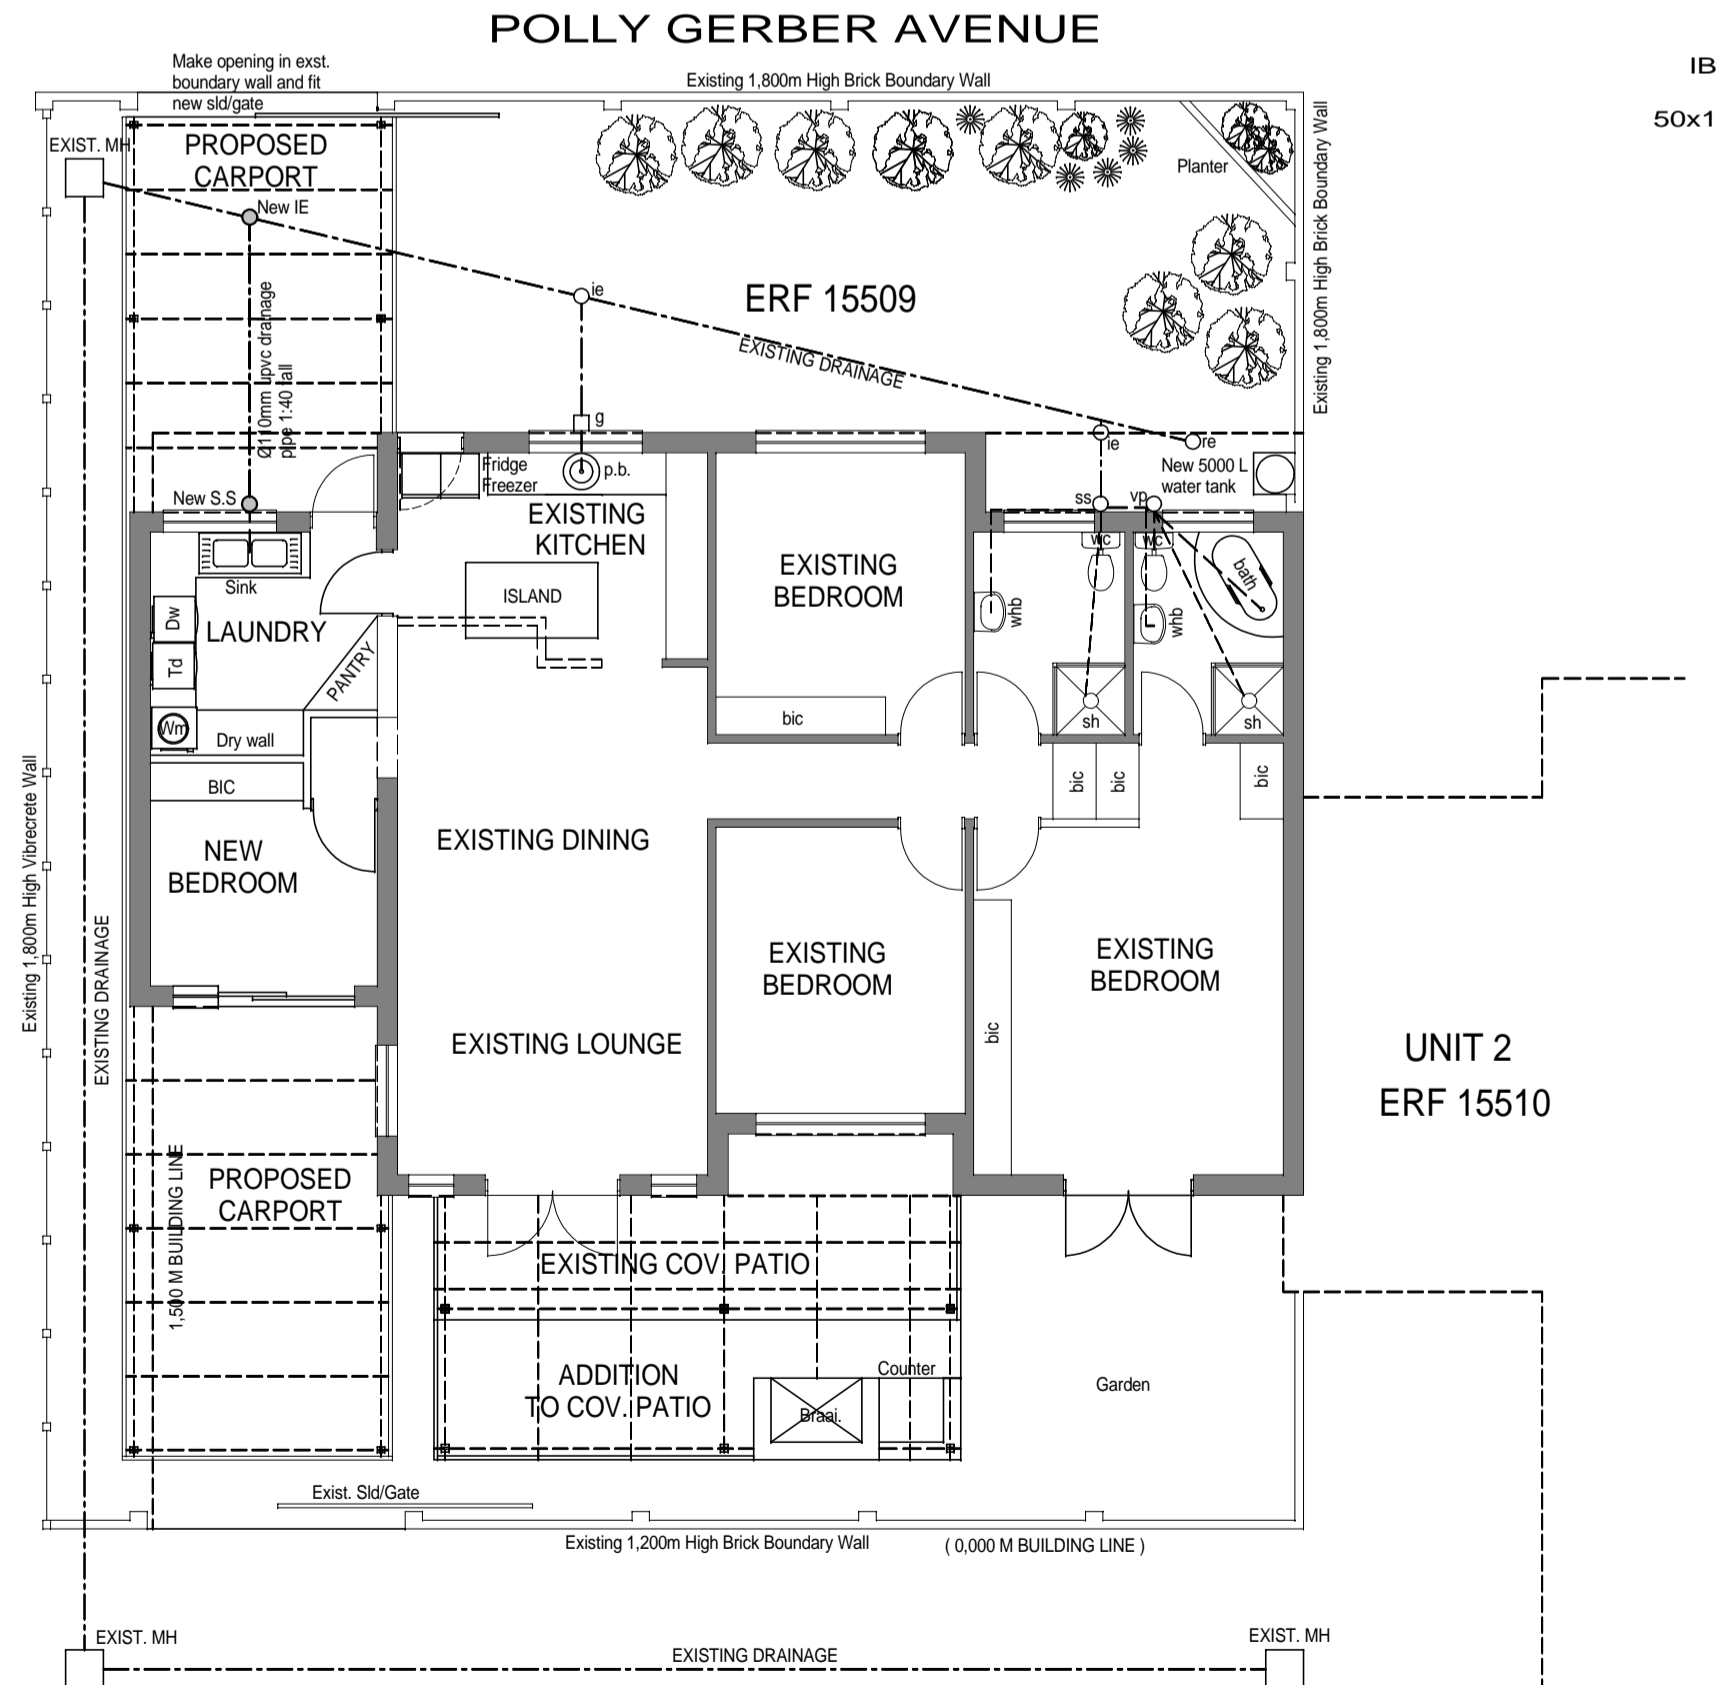 POLLY GERBER AVENUE
Make opening in exst.
boundary wall and fit
new sld/gate
Existing 1,800m High Brick Boundary Wall
IB
50x1
EXIST. MH
PROPOSED
CARPORT
New IE
Planter
Existing 1,800m High Brick Boundary Wall
ie
ERF 15509
EXISTING DRAINAGE
Ø110mm upvc drainage
pipe 1:40 fall
g
ie
re
Fridge
Freezer
p.b.
New 5000 L
water tank
New S.S
ss
vp
EXISTING
KITCHEN
wc
wc
EXISTING
BEDROOM
bath
Sink
ISLAND
Dw
LAUNDRY
whb
whb
Td
PANTRY
Wm
Dry wall
bic
sh
sh
BIC
bic
bic
bic
Existing 1,800m High Vibrecrete Wall
EXISTING DINING
NEW
BEDROOM
EXISTING DRAINAGE
EXISTING
BEDROOM
EXISTING
BEDROOM
bic
EXISTING LOUNGE
UNIT 2
ERF 15510
PROPOSED
CARPORT
1,500 M BUILDING LINE
EXISTING COV. PATIO
ADDITION
TO COV. PATIO
Counter
Braai.
Garden
Exist. Sld/Gate
Existing 1,200m High Brick Boundary Wall
( 0,000 M BUILDING LINE )
EXIST. MH
EXISTING DRAINAGE
EXIST. MH